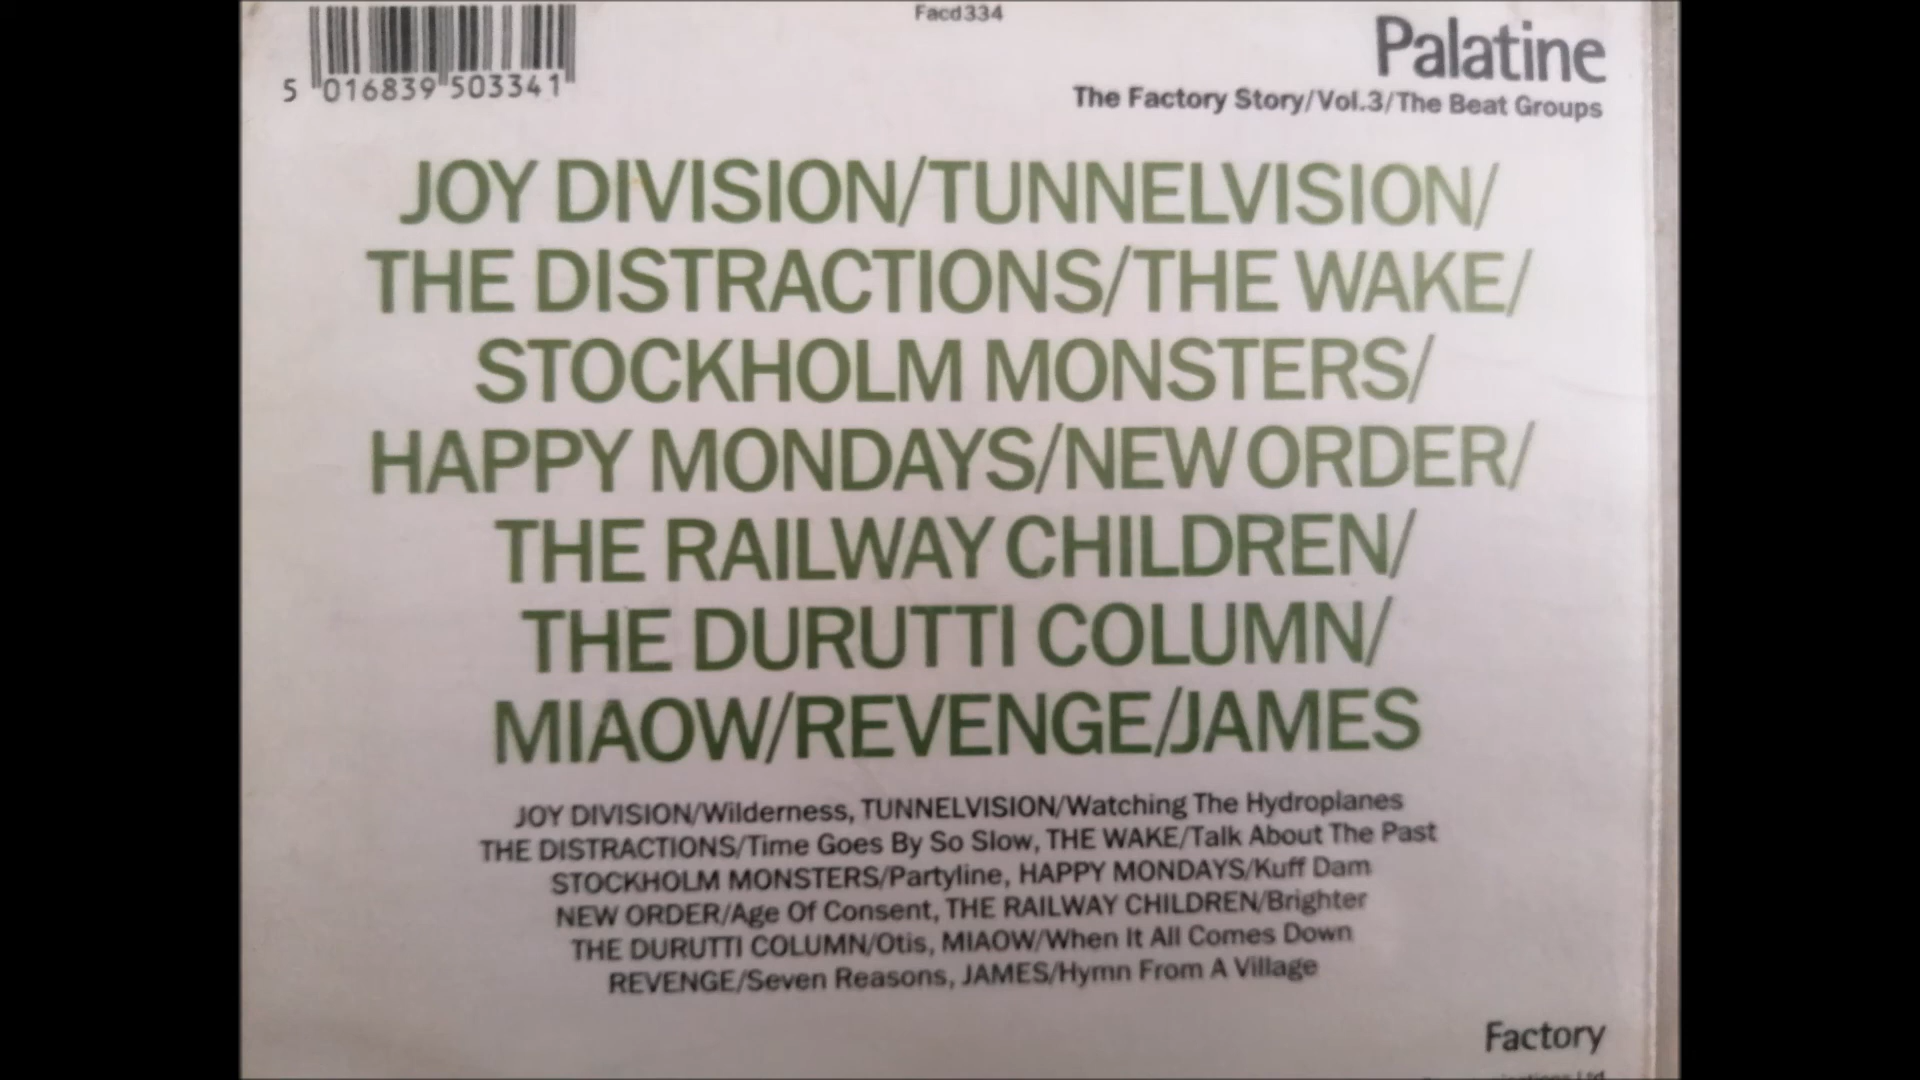 Facd334
Palatine
5 016839 503341
The Factory Story/Vol.3/The Beat Groups
JOY DIVISION/TUNNELVISION/
THE DISTRACTIONS/THE WAKE/
STOCKHOLM MONSTERS/
HAPPY MONDAYS/NEW ORDER/
THE RAILWAY CHILDREN/
THE DURUTTI COLUMN/
MIAOW/REVENGE/JAMES
JOY DIVISION/Wilderness, TUNNELVISION/Watching The Hydroplanes
THE DISTRACTIONS/Time Goes By So Slow, THE WAKE/Talk About The Past
STOCKHOLM MONSTERS/Partyline, HAPPY MONDAYS/Kuff Dam
NEW ORDER/Age Of Consent, THE RAILWAY CHILDREN/Brighter
THE DURUTTI COLUMN/Otis, MIAOW/When It All Comes Down
REVENGE/Seven Reasons, JAMES/Hymn From A Village
Factory